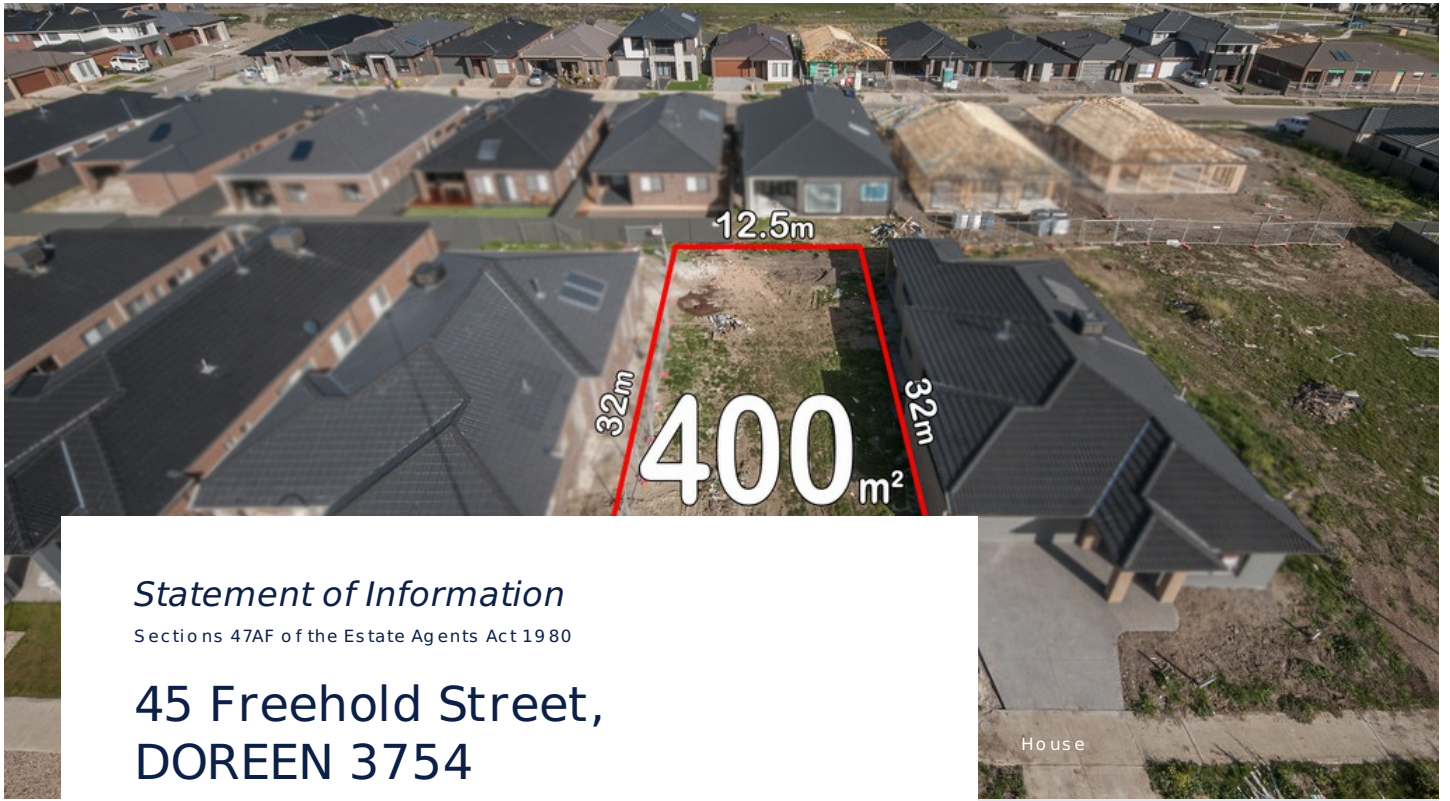 12.5m
32m
32m
400m²
Statement of Information
Sections 47AF of the Estate Agents Act 1980
45 Freehold Street,
DOREEN 3754
House